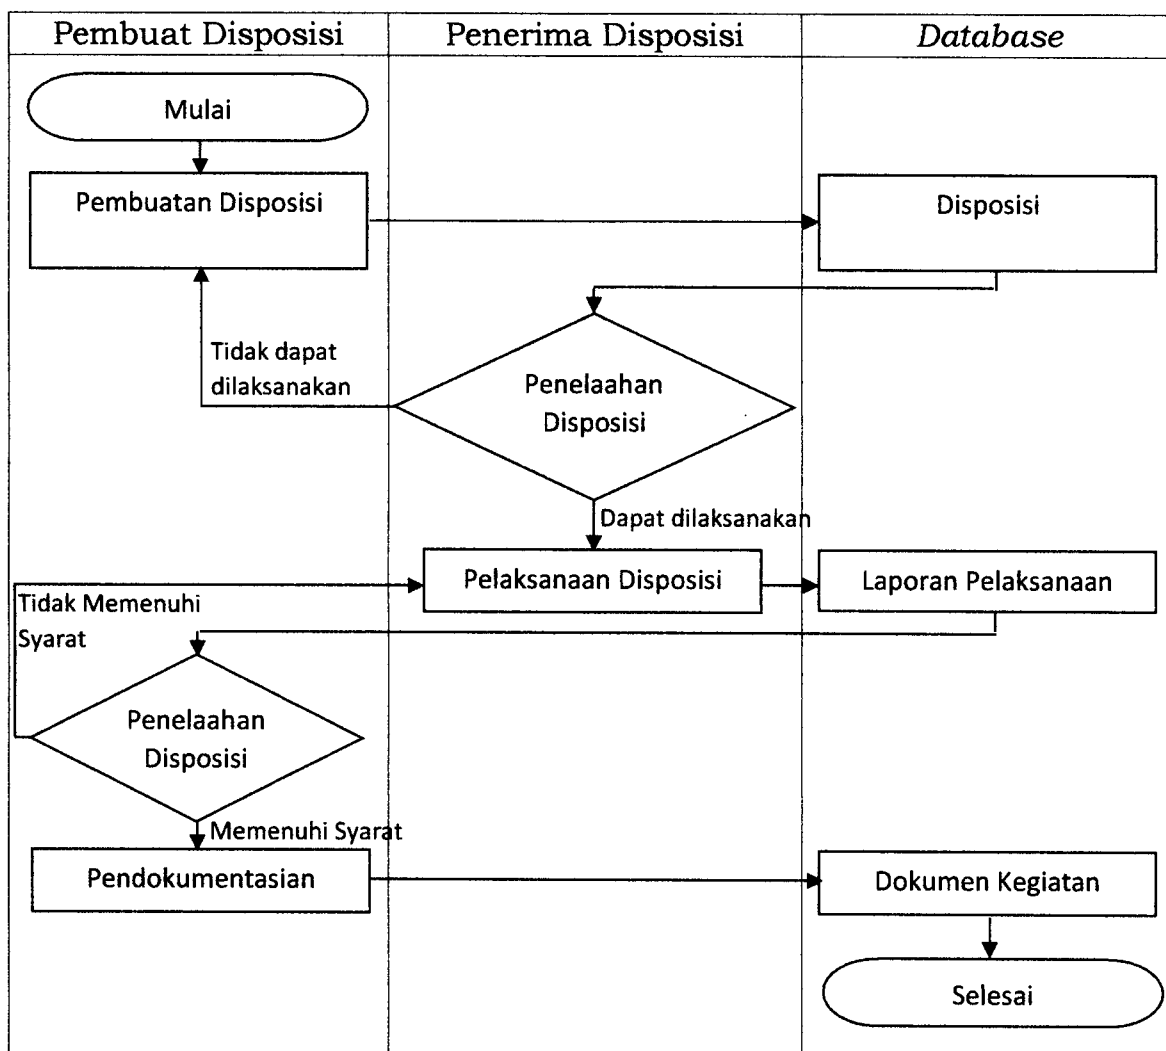 Pembuat Disposisi
Penerima Disposisi
Database
Mulai
Pembuatan Disposisi
Disposisi
Tidak dapat
dilaksanakan
Penelaahan
Disposisi
Dapat dilaksanakan
Pelaksanaan Disposisi
Laporan Pelaksanaan
Tidak Memenuhi
Syarat
Penelaahan
Disposisi
Memenuhi Syarat
Pendokumentasian
Dokumen Kegiatan
Selesai